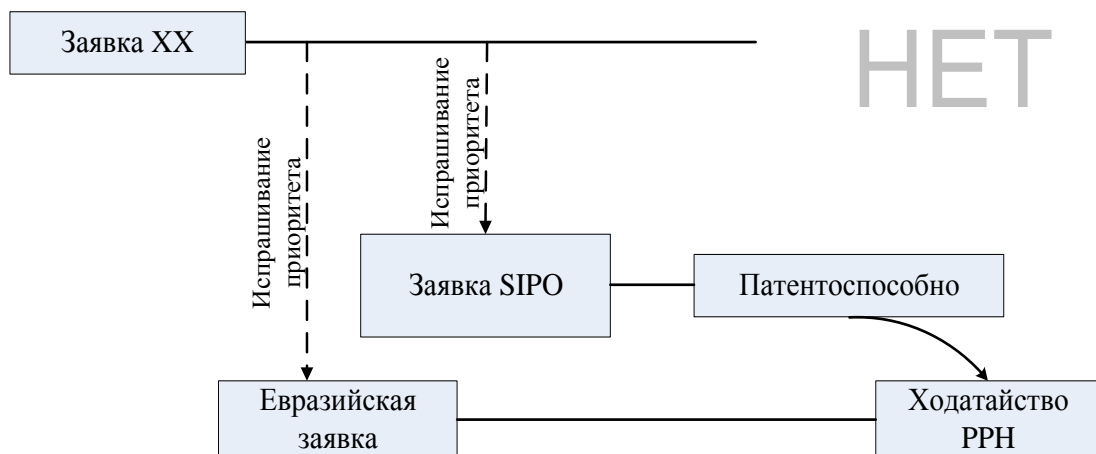 Заявка XX
НЕТ
Испрашивание
приоритета
Испрашивание
приоритета
Заявка SIPO
Патентоспособно
Евразийская
заявка
Ходатайство
PPH